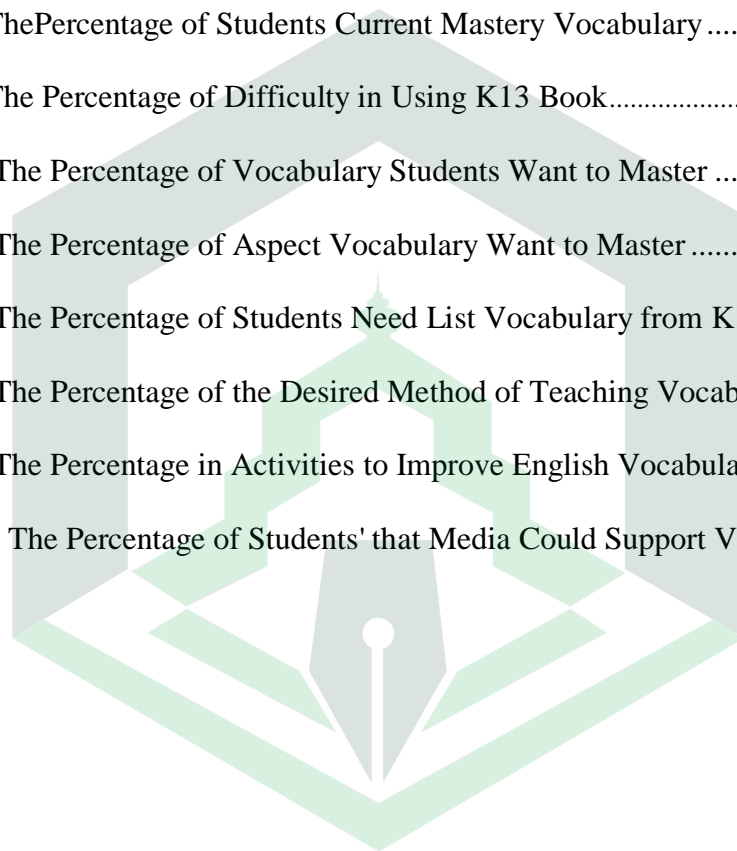 ThePercentage of Students Current Mastery Vocabulary ....
The Percentage of Difficulty in Using K13 Book..................
The Percentage of Vocabulary Students Want to Master ...
The Percentage of Aspect Vocabulary Want to Master .......
The Percentage of Students Need List Vocabulary from K
The Percentage of the Desired Method of Teaching Vocab
The Percentage in Activities to Improve English Vocabula
The Percentage of Students' that Media Could Support V